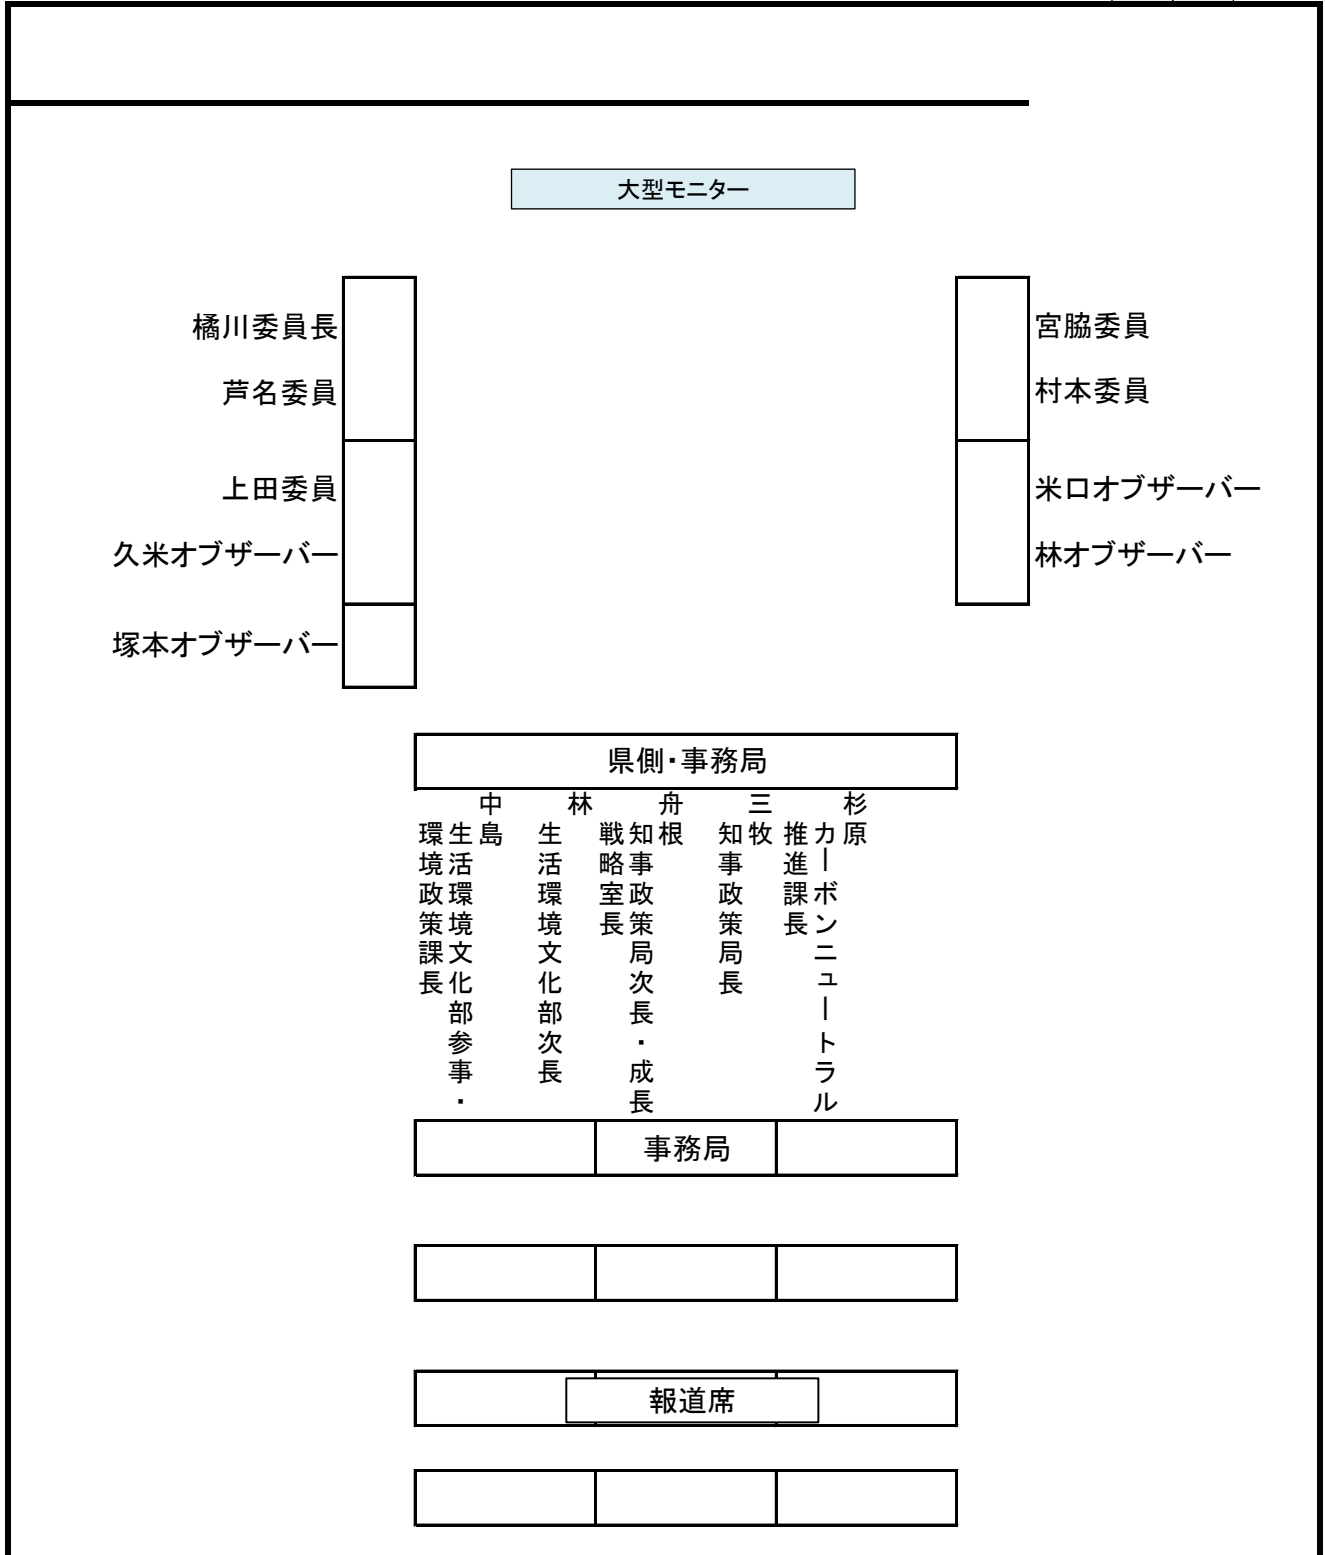 大型モニター
橘川委員長
芦名委員
上田委員
久米オブザーバー
塚本オブザーバー
宮脇委員
村本委員
米口オブザーバー
林オブザーバー
県側・事務局
杉原
カーボンニュートラル
推進課長
三牧
知事政策局長
舟根
知事政策局次長・成長
戦略室長
林
生活環境文化部次長
中島
生活環境文化部参事・
環境政策課長
事務局
報道席